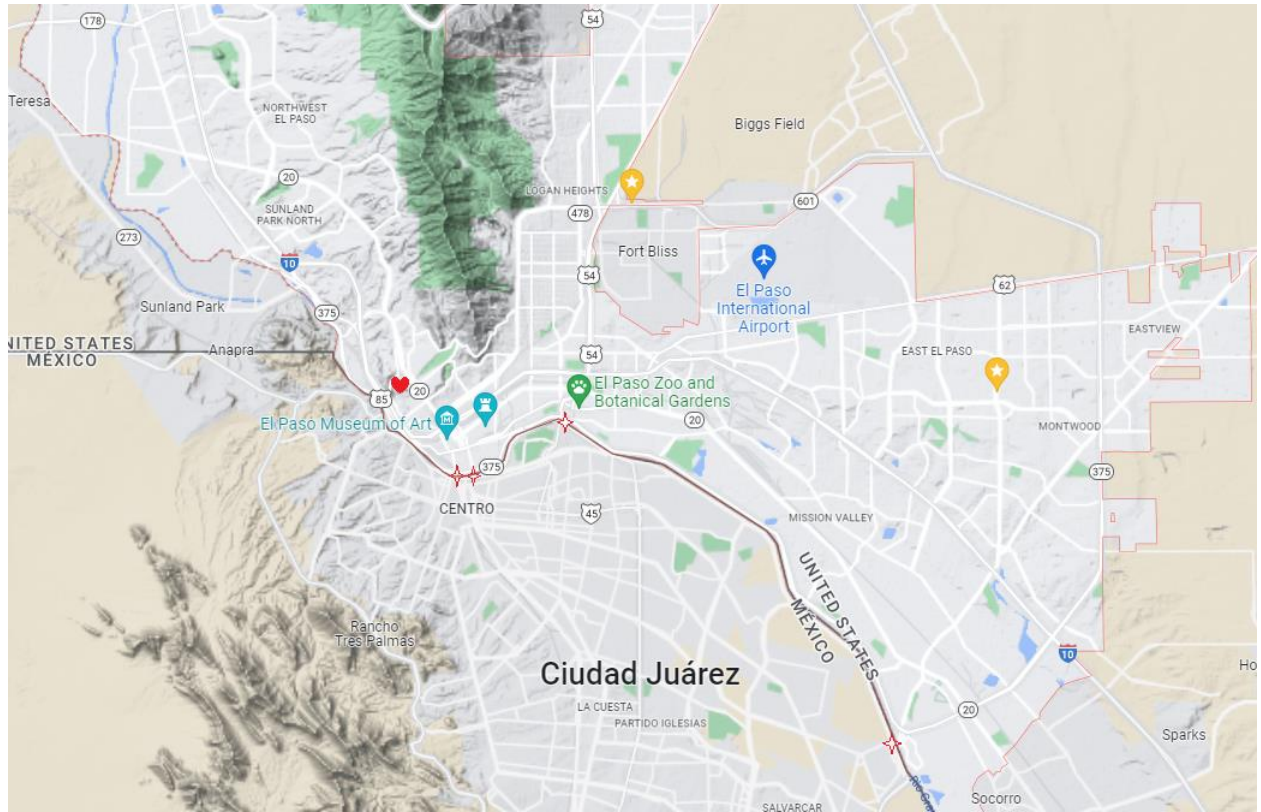 178
54
Teresa
NORTHWEST
EL PASO
Biggs Field
20
LOGAN HEIGHTS
SUNLAND
PARK NORTH
478
601
273
Fort Bliss
10
54
El Paso
International
Airport
62
Sunland Park
375
EASTVIEW
NITED STATES
MÉXICO
Anapra
54
EAST EL PASO
85
20
El Paso Zoo and
Botanical Gardens
El Paso Museum of Art
20
MONTWOOD
375
375
CENTRO
45
MISSION VALLEY
UNITED STATES
MÉXICO
Rancho
Tres Palmas
10
Ciudad Juárez
Ho
LA CUESTA
20
PARTIDO IGLESIAS
Sparks
Socorro
SALVARCAR